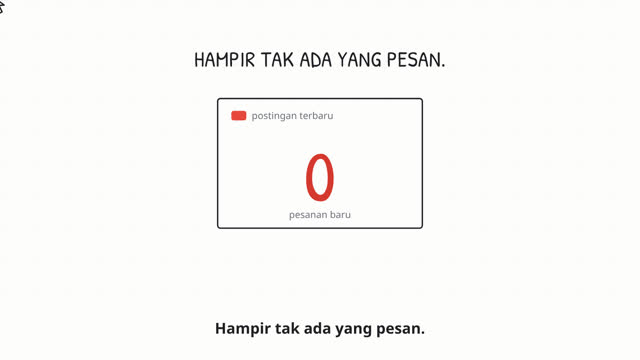 HAMPIR TAK ADA YANG PESAN.
postingan terbaru
0
pesanan baru
Hampir tak ada yang pesan.